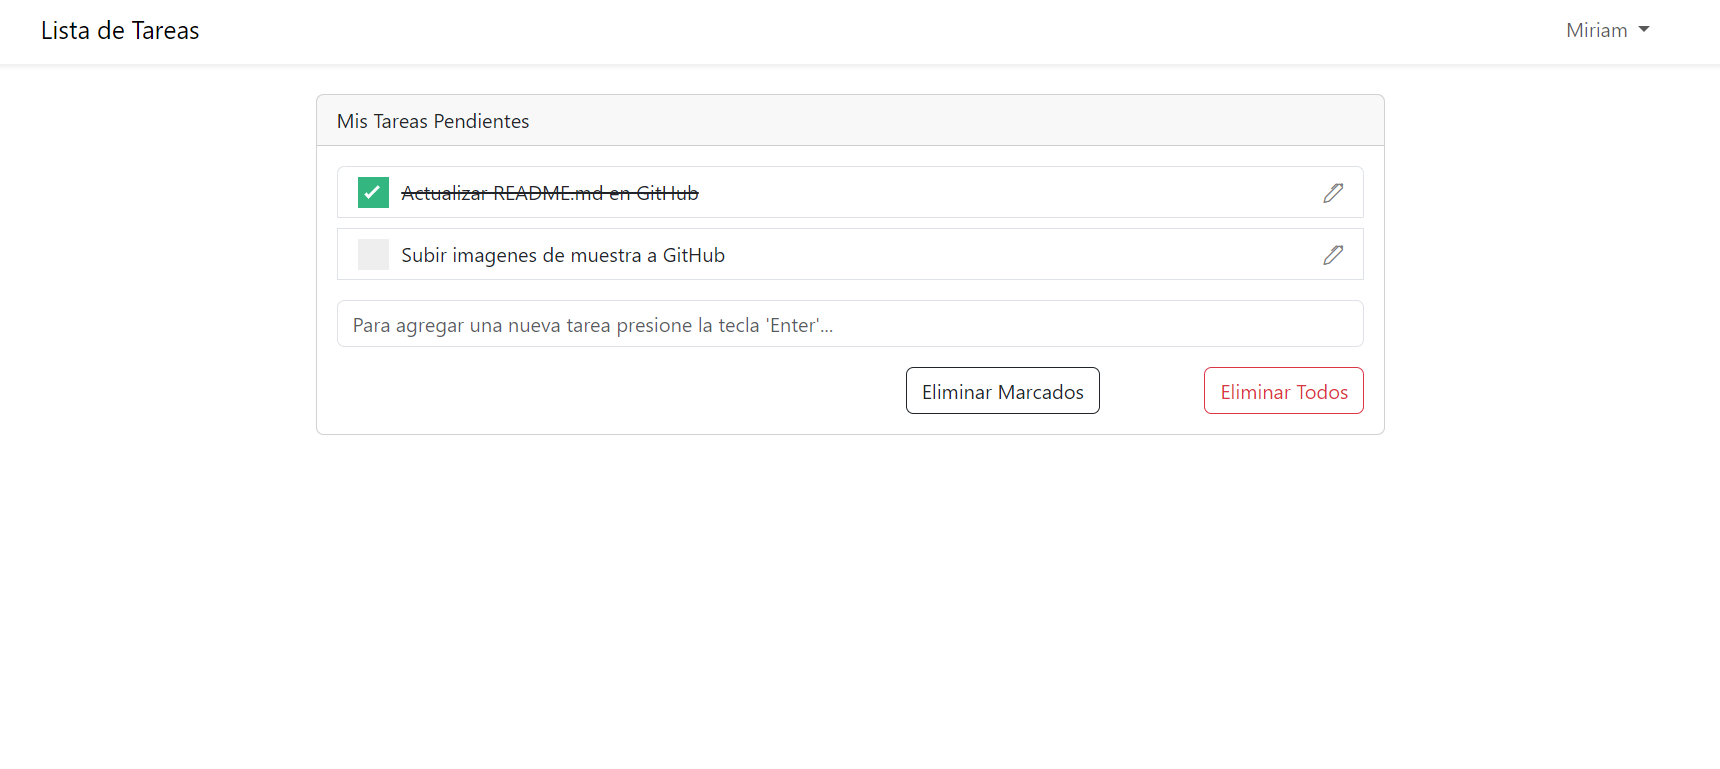 Lista de Tareas
Miriam
Mis Tareas Pendientes
Actualizar README.md en GitHub
Subir imagenes de muestra a GitHub
Para agregar una nueva tarea presione la tecla 'Enter'...
Eliminar Marcados
Eliminar Todos